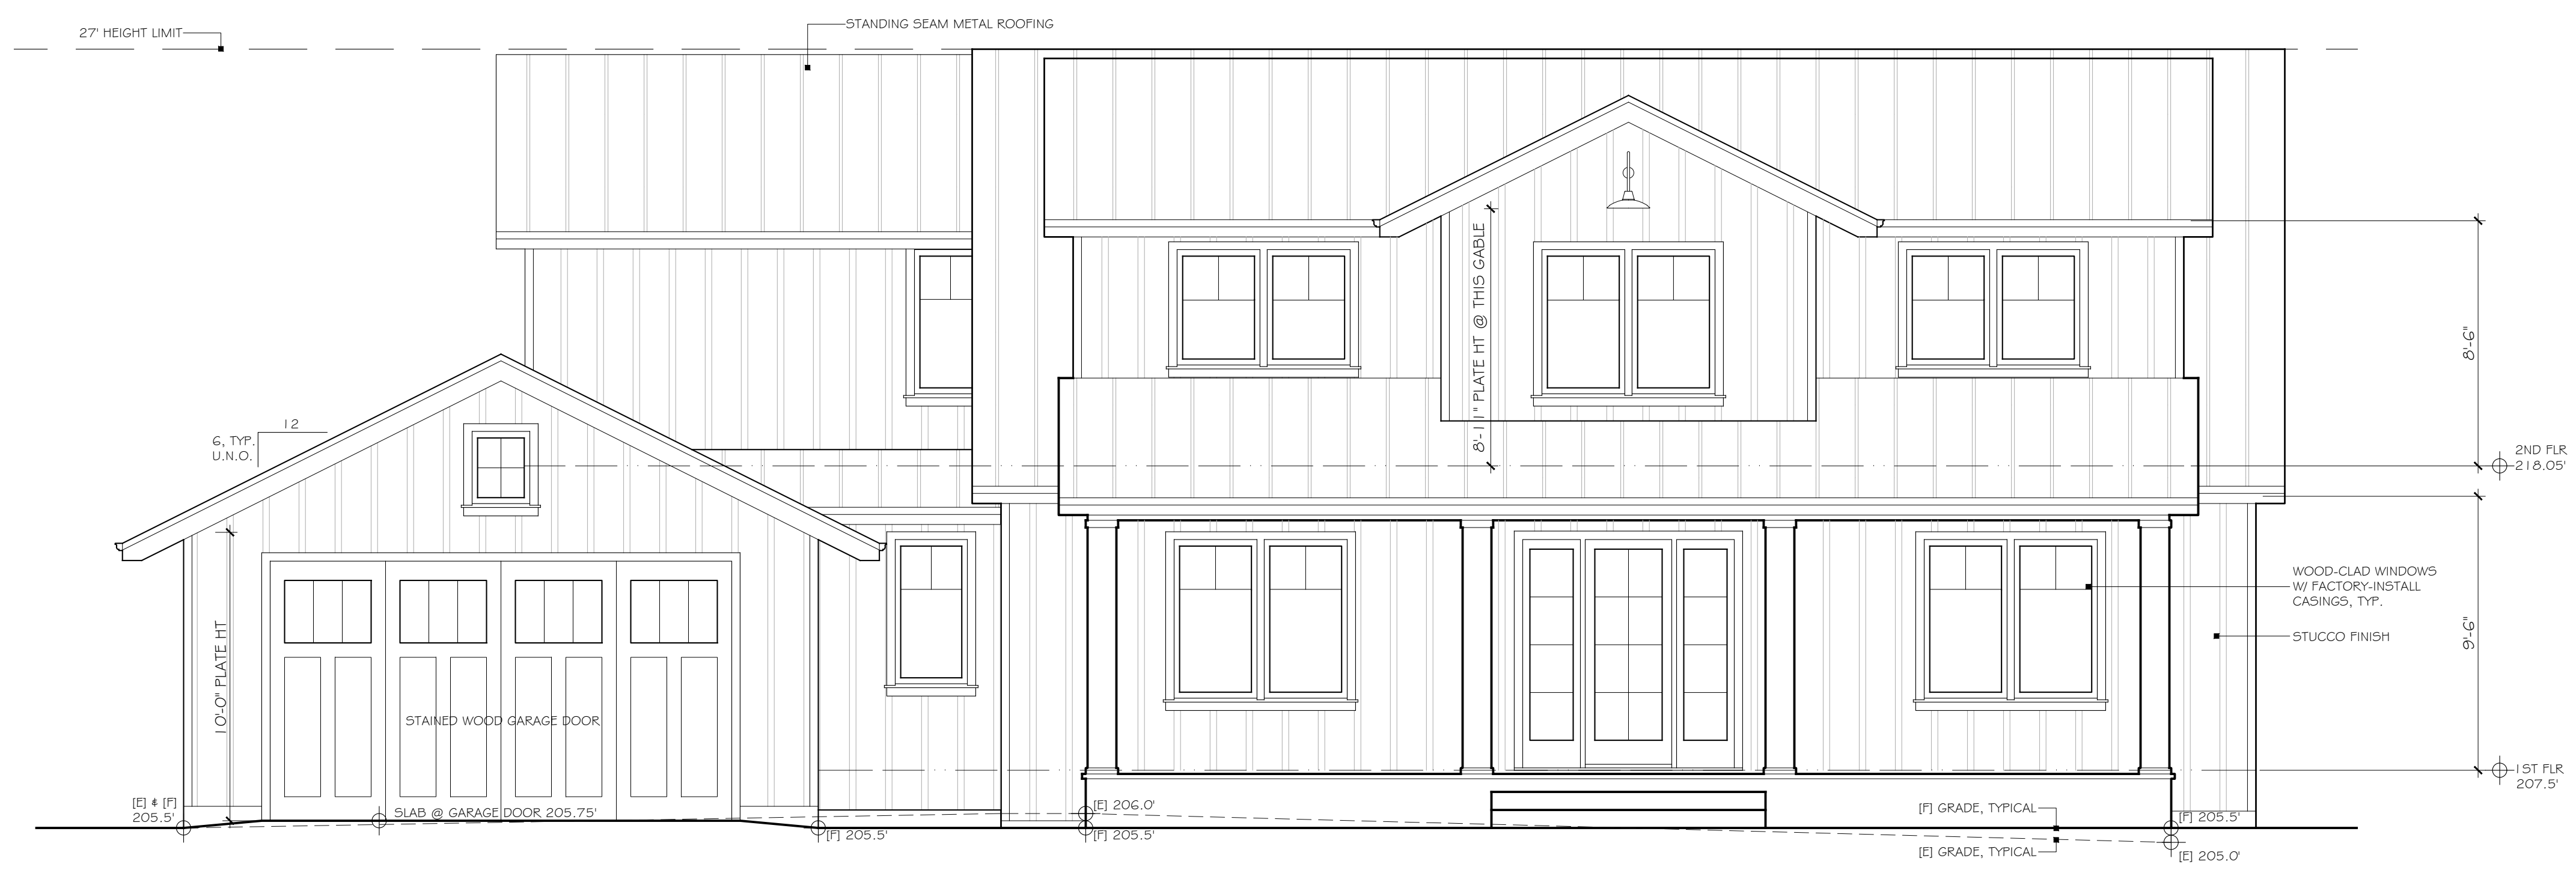 STANDING SEAM METAL ROOFING
27' HEIGHT LIMIT
8'-11" PLATE HT @ THIS GABLE
8'-6"
12
6, TYP.
U.N.O.
2ND FLR
218.05'
WOOD-CLAD WINDOWS
W/ FACTORY-INSTALL
CASINGS, TYP.
STUCCO FINISH
9'-6"
10'-0" PLATE HT
STAINED WOOD GARAGE DOOR
1ST FLR
207.5'
[E] & [F]
205.5'
SLAB @ GARAGE DOOR 205.75'
[E] 206.0'
[F] GRADE, TYPICAL
[F] 205.5'
[F] 205.5'
[F] 205.5'
[E] GRADE, TYPICAL
[E] 205.0'